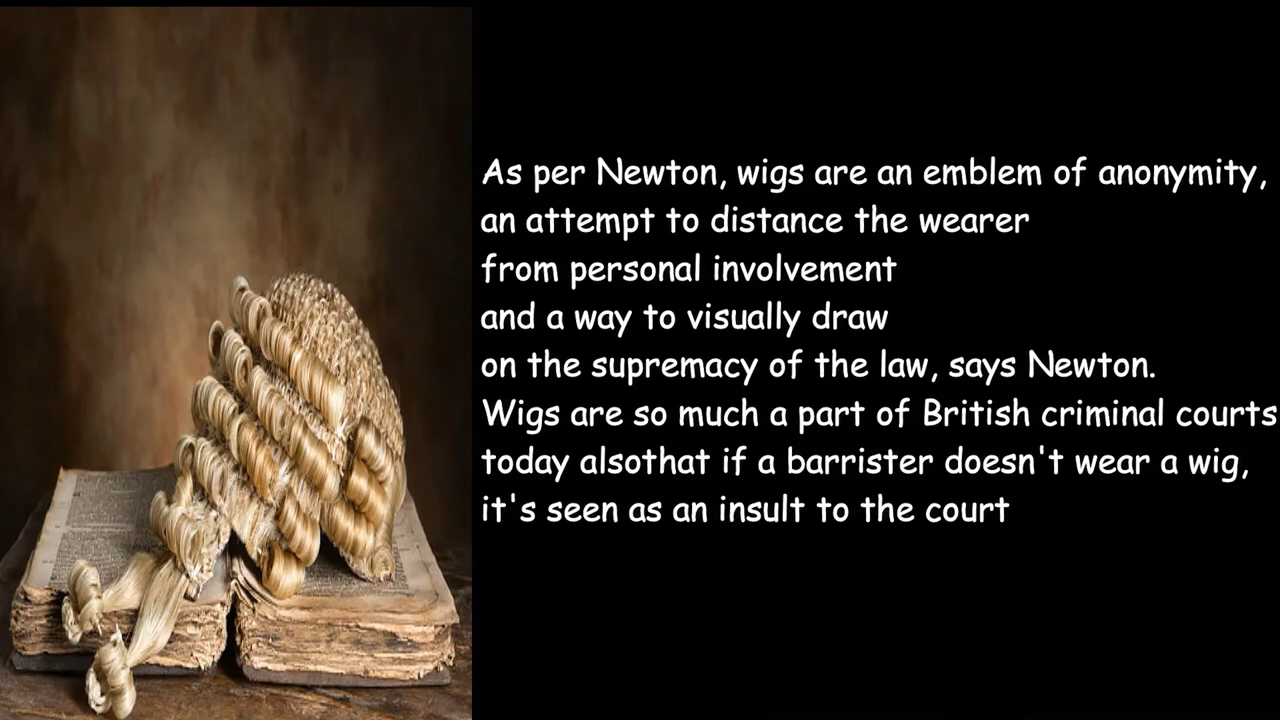 As per Newton, wigs are an emblem of anonymity,
an attempt to distance the wearer
from personal involvement
and a way to visually draw
on the supremacy of the law, says Newton.
Wigs are so much a part of British criminal courts
today alsothat if a barrister doesn't wear a wig,
it's seen as an insult to the court